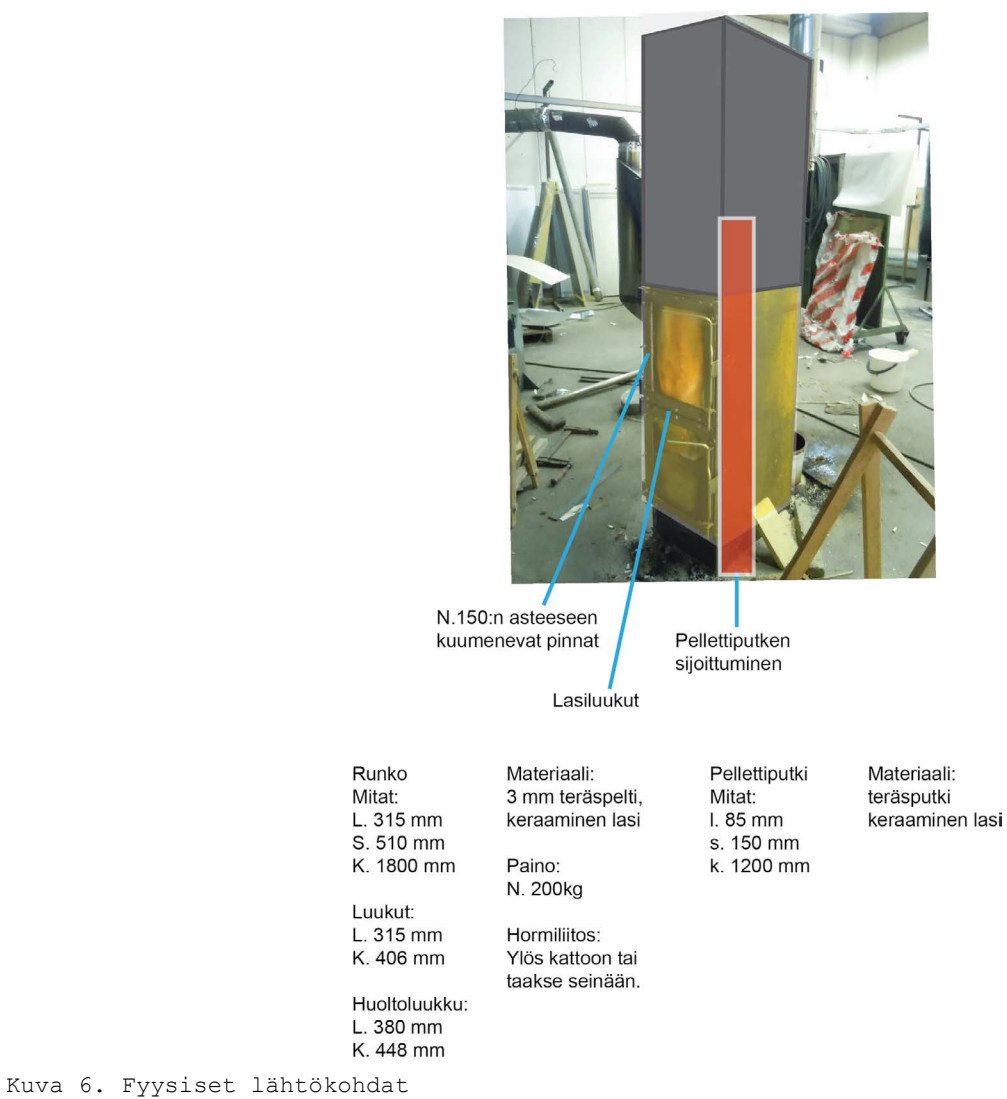 N.150:n asteeseen
kuumenevat pinnat
Pellettiputken
sijoittuminen
Lasiluukut
Runko
Mitat:
L. 315 mm
S. 510 mm
K. 1800 mm
Luukut:
L. 315 mm
K. 406 mm
Huoltoluukku:
L. 380 mm
K. 448 mm
Materiaali:
3 mm teräspelti,
keraaminen lasi
Paino:
N. 200kg
Hormiliitos:
Ylös kattoon tai
taakse seinään.
Pellettiputki
Mitat:
l. 85 mm
s. 150 mm
k. 1200 mm
Materiaali:
teräsputki
keraaminen lasi
Kuva 6. Fyysiset lähtökohdat